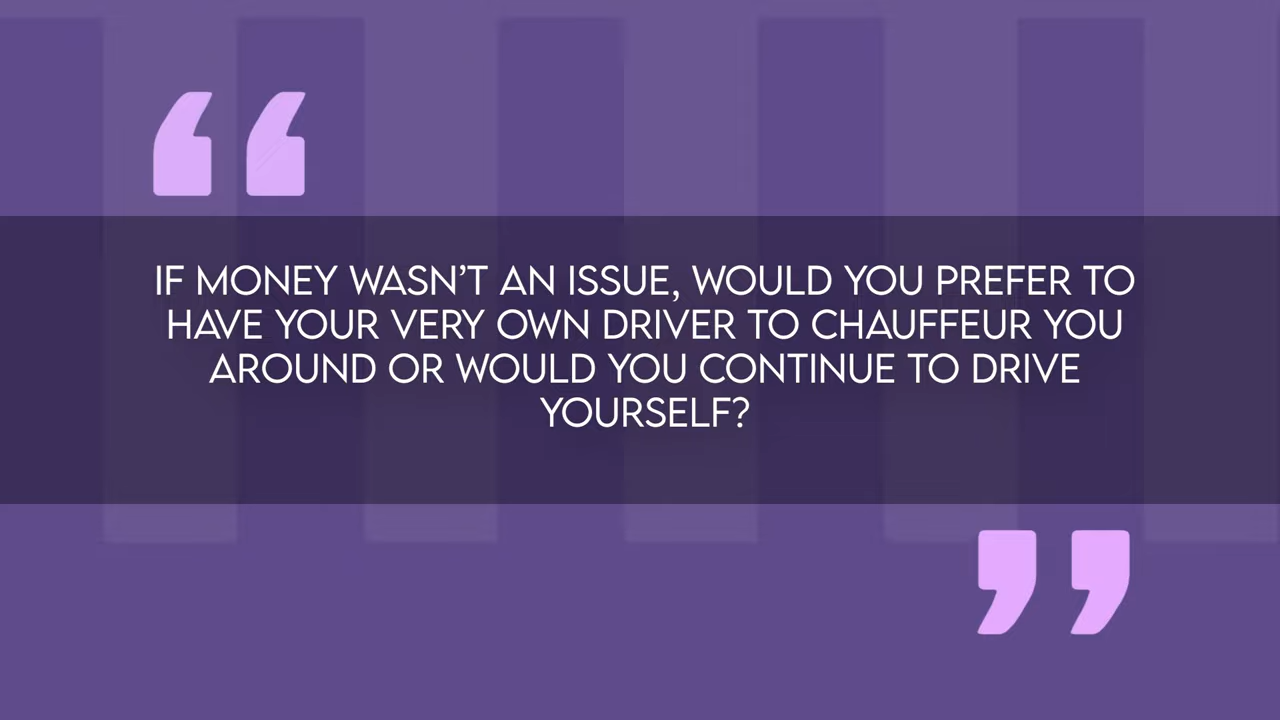 IF MONEY WASN’T AN ISSUE, WOULD YOU PREFER TO
HAVE YOUR VERY OWN DRIVER TO CHAUFFEUR YOU
AROUND OR WOULD YOU CONTINUE TO DRIVE
YOURSELF?